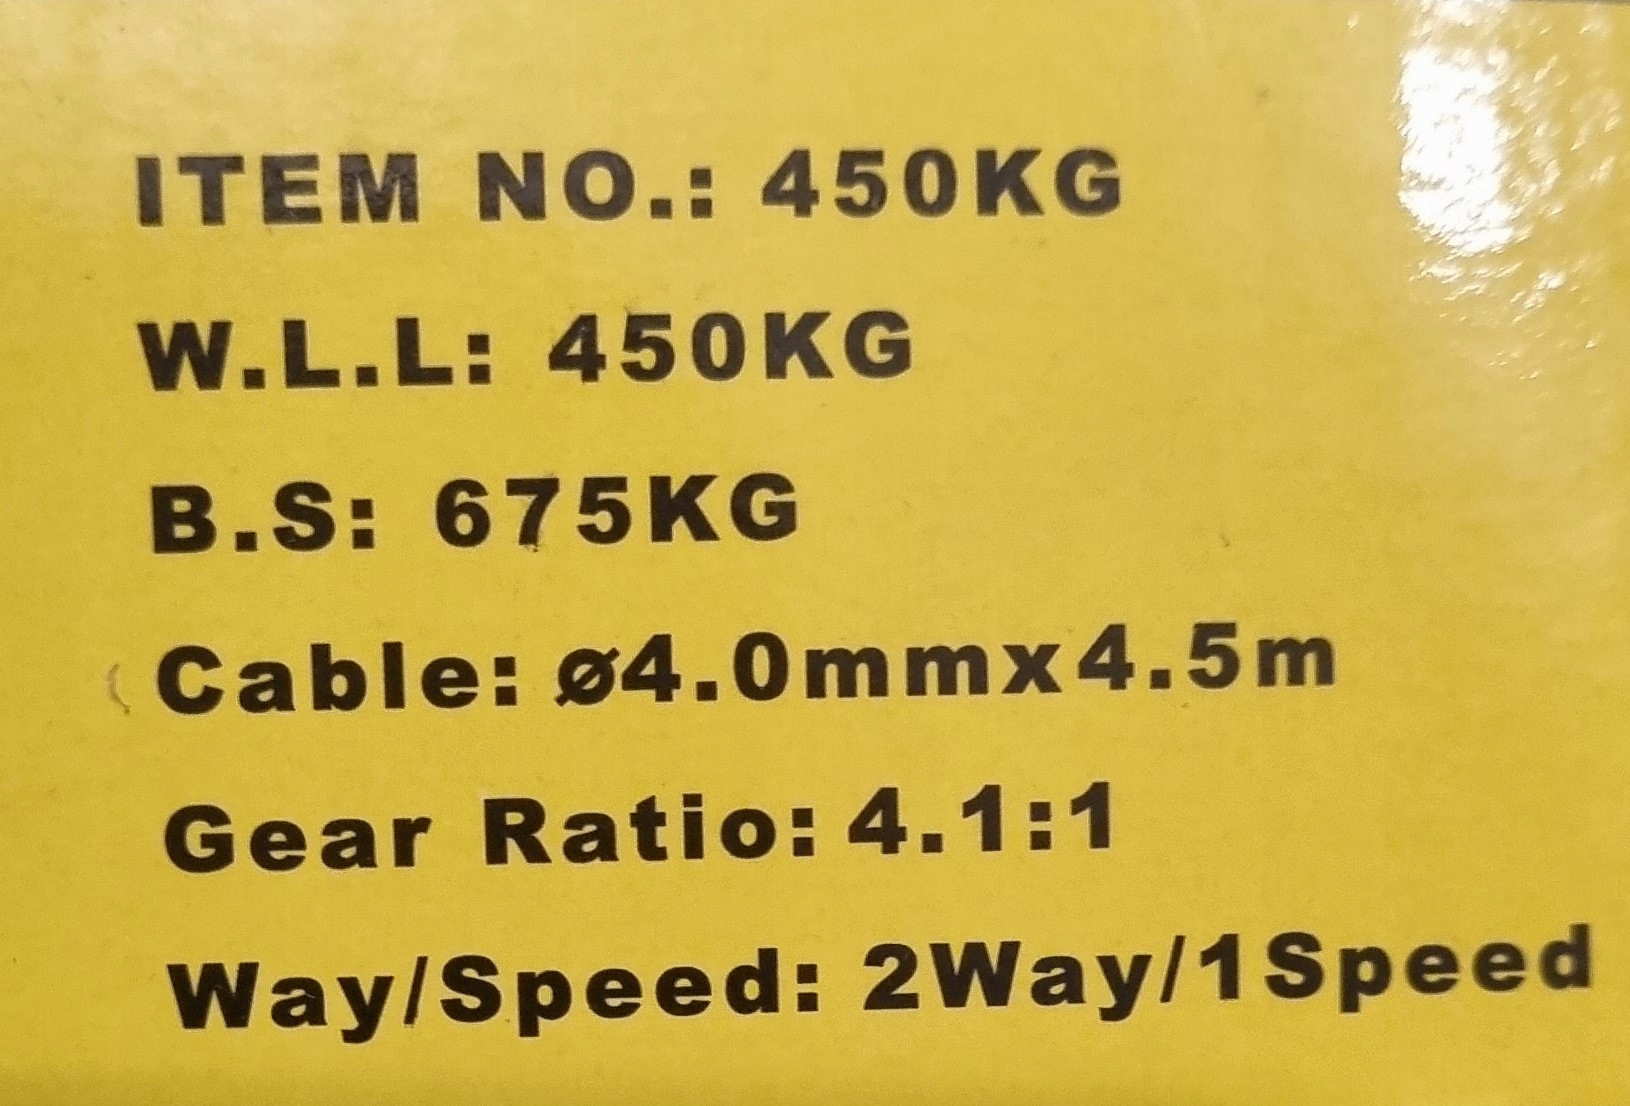 ITEM NO.: 450KG
W.L.L: 450KG
B.S: 675KG
Cable: ø4.0mmx4.5m
Gear Ratio: 4.1:1
Way/Speed: 2Way/1Speed